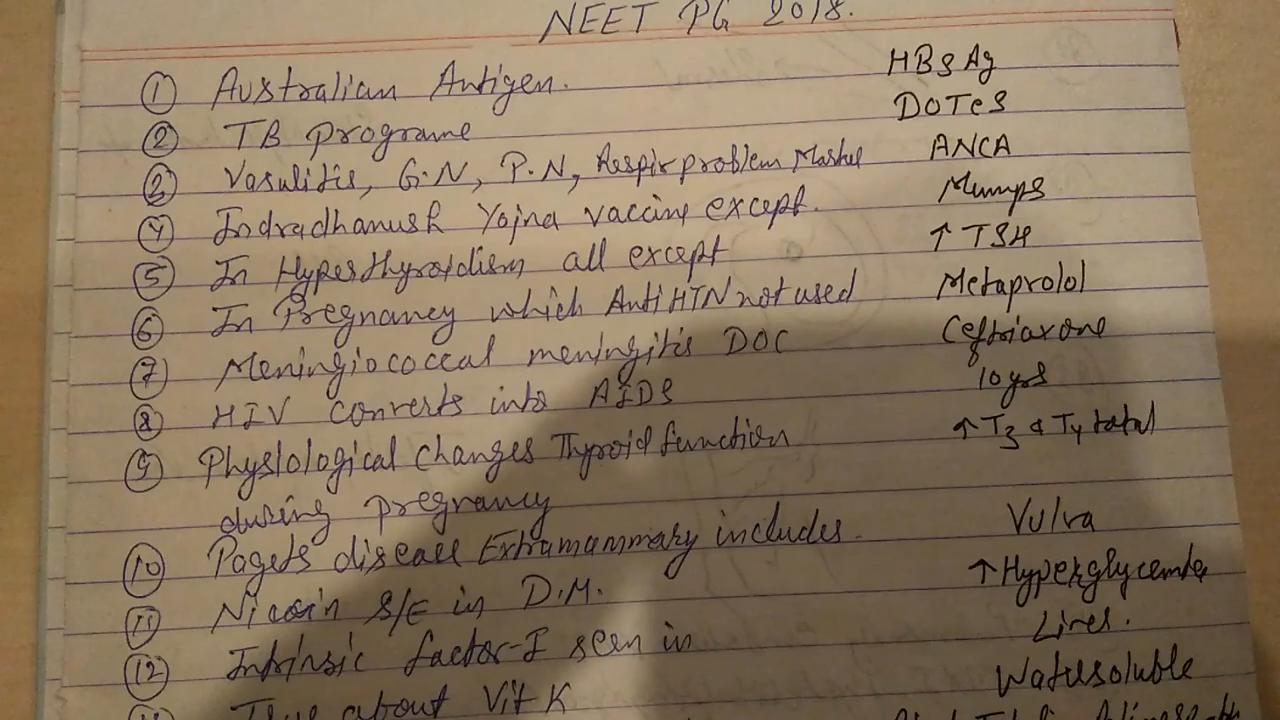 NEET PG 2018.
① Australian Antigen. HBSAg
② TB programe DOTCS
③ Vasulitis, G.N, P.N, Respir problem Marker ANCA
④ Indradhanush Yojna vaccine except. Mumps
⑤ In Hyperthyroidism all except ↑ TSH
⑥ In Pregnancy which AntiHTN not used Metaprolol
⑦ Meningiococcal meningitis DOC Ceftriaxone
⑧ HIV converts into AIDS 10 yrs
⑨ Physiological changes Thyroid function ↑ T3 & T4 total
during pregnancy
⑩ Pagets disease Extramammary includes. Vulva
⑪ Niacin S/E in D.M. ↑ Hyperglycemia
⑫ Intrinsic factor-I seen in
True about Vit K Watersoluble